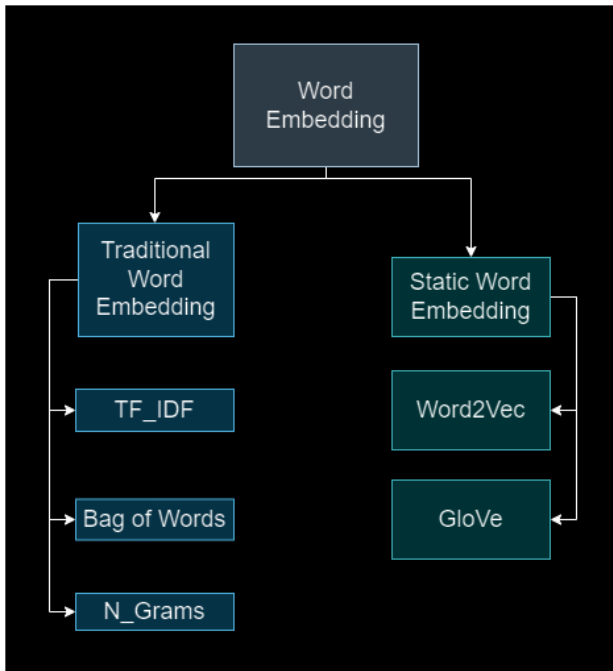 Word
Embedding
Traditional
Word
Embedding
Static Word
Embedding
TF_IDF
Word2Vec
Bag of Words
GloVe
N_Grams